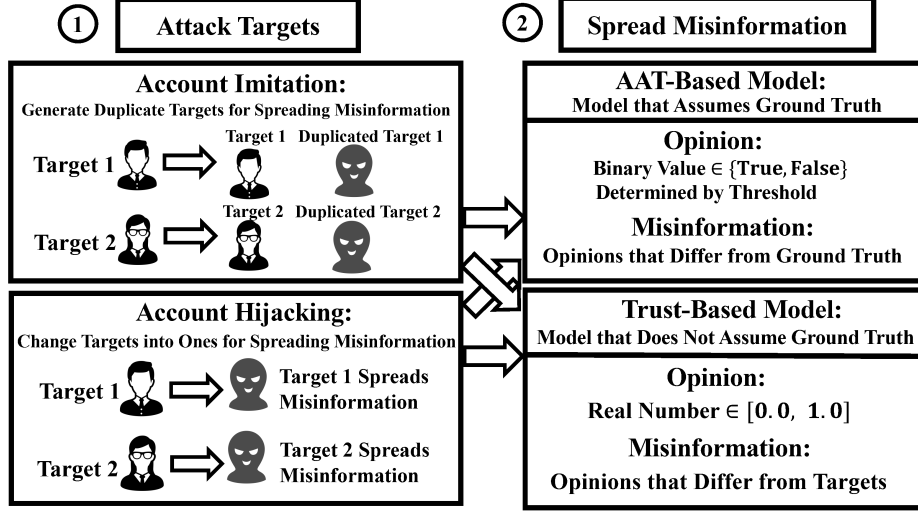 1 Attack Targets
Account Imitation:
Generate Duplicate Targets for Spreading Misinformation
Target 1
Target 1
Duplicated Target 1
Target 2
Target 2
Duplicated Target 2
Account Hijacking:
Change Targets into Ones for Spreading Misinformation
Target 1
Target 1 Spreads
Misinformation
Target 2
Target 2 Spreads
Misinformation
2 Spread Misinformation
AAT-Based Model:
Model that Assumes Ground Truth
Opinion:
Binary Value ∈ {True, False}
Determined by Threshold
Misinformation:
Opinions that Differ from Ground Truth
Trust-Based Model:
Model that Does Not Assume Ground Truth
Opinion:
Real Number ∈ [0.0, 1.0]
Misinformation:
Opinions that Differ from Targets